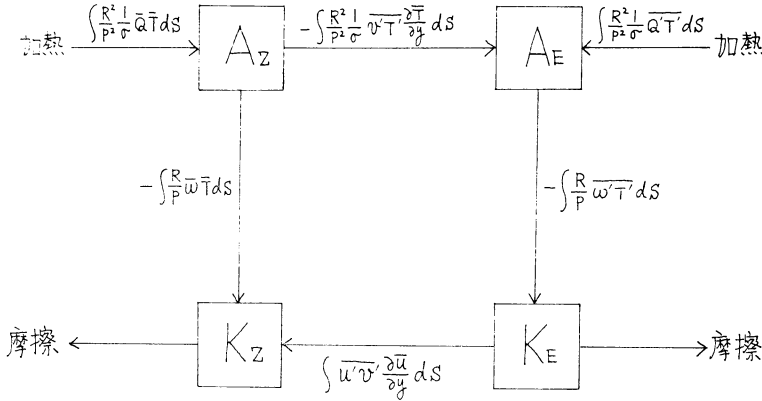 加熱 ∫ R²/P² 1/σ Q̄ T̄ dS A_Z -∫ R²/P² 1/σ \overline{v'T'} ∂T̄/∂y dS A_E ∫ R²/P² 1/σ \overline{Q'T'} dS 加熱
-∫ R/P ω̄ T̄ dS -∫ R/P \overline{ω'T'} dS
摩擦 K_Z ∫ \overline{u'v'} ∂ū/∂y dS K_E 摩擦